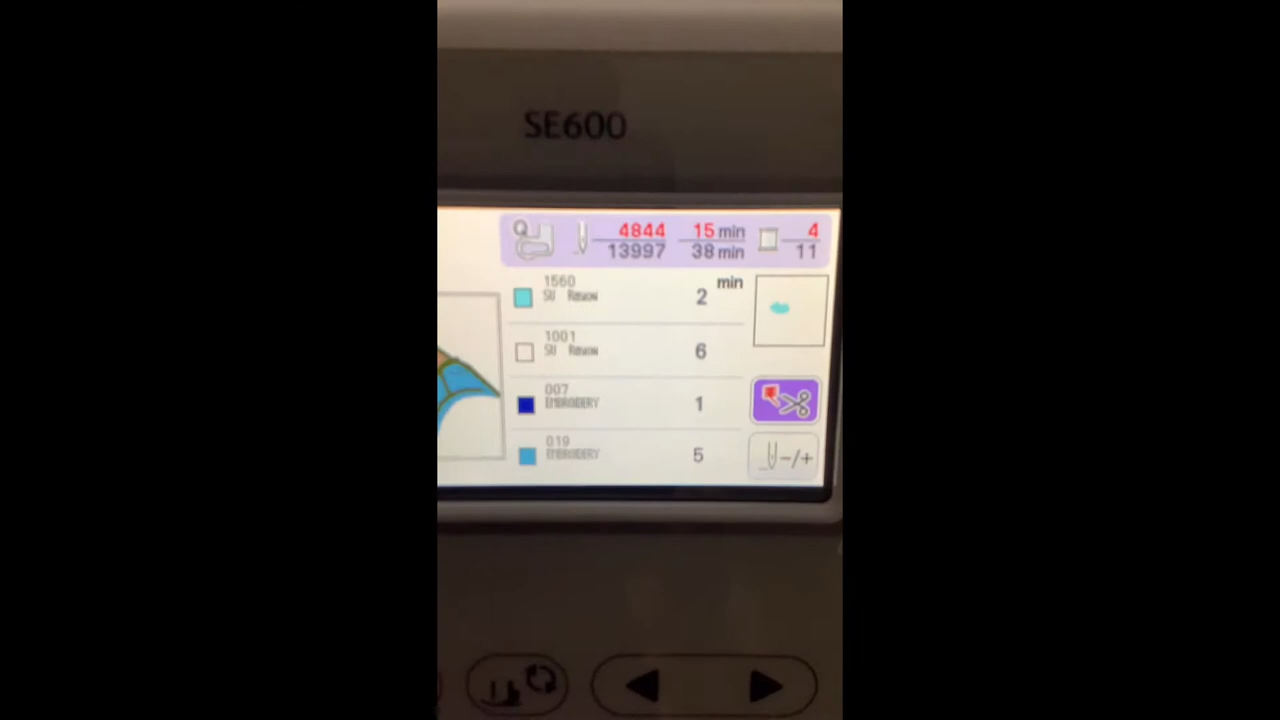 SE600
4844 15 min 4
13997 38 min 11
min
1560
2
1001
6
007
EMBROIDERY 1
019
EMBROIDERY 5
-/+